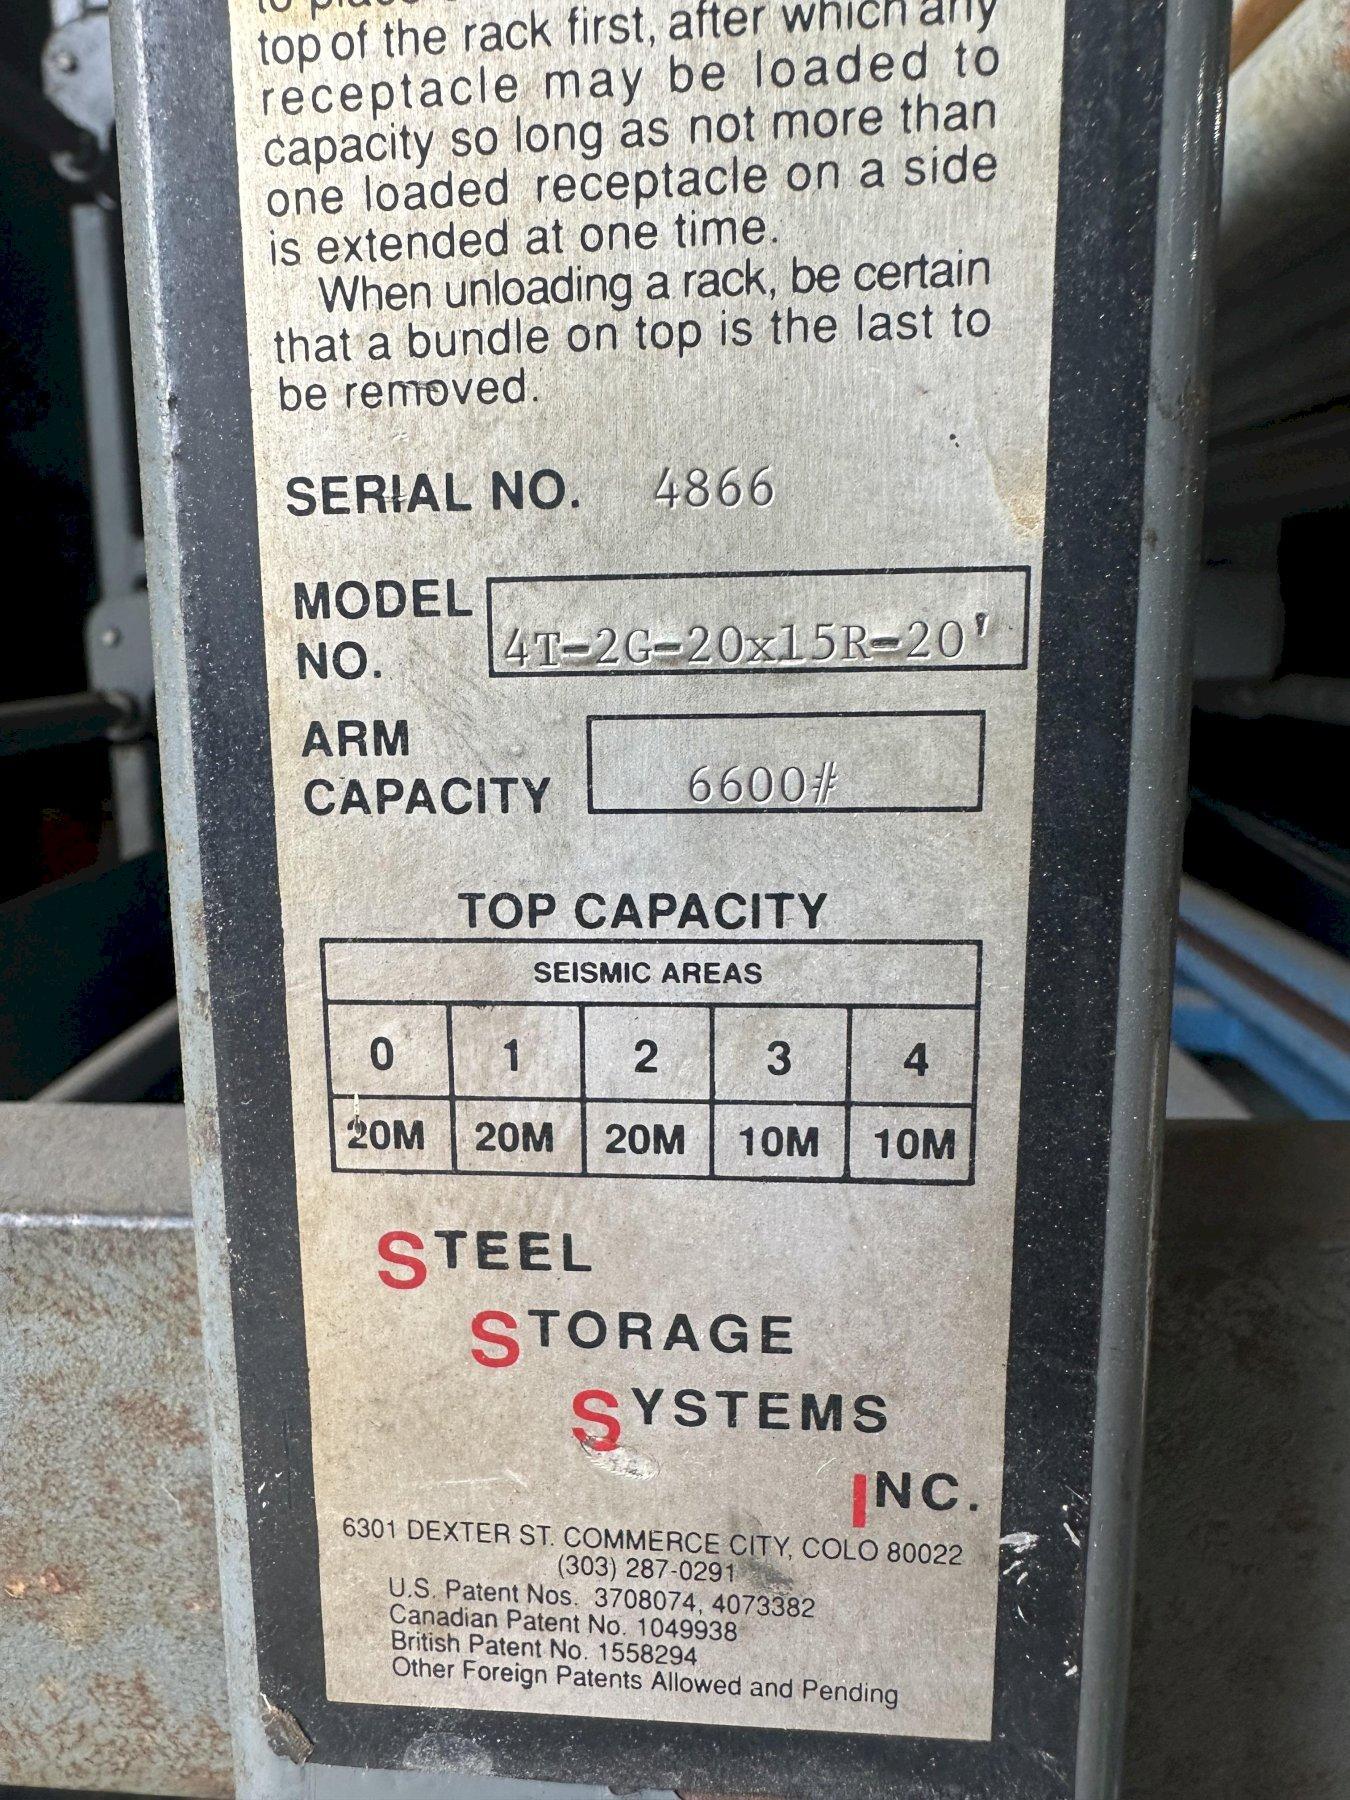 to place
top of the rack first, after which any
receptacle may be loaded to
capacity so long as not more than
one loaded receptacle on a side
is extended at one time.
When unloading a rack, be certain
that a bundle on top is the last to
be removed.
SERIAL NO. 4866
MODEL
NO. 4T-2G-20x15R-20'
ARM
CAPACITY 6600#
TOP CAPACITY
SEISMIC AREAS
0 1 2 3 4
20M 20M 20M 10M 10M
STEEL
STORAGE
SYSTEMS
INC.
6301 DEXTER ST. COMMERCE CITY, COLO 80022
(303) 287-0291
U.S. Patent Nos. 3708074, 4073382
Canadian Patent No. 1049938
British Patent No. 1558294
Other Foreign Patents Allowed and Pending